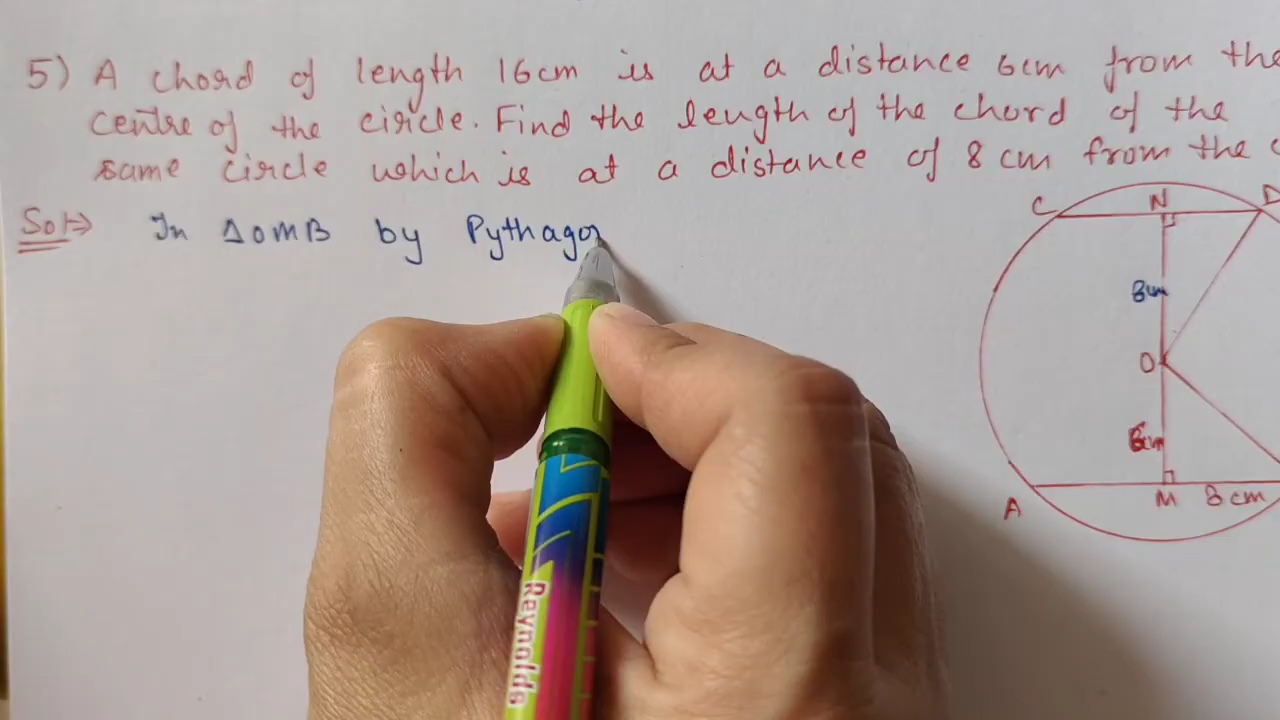 5) A chord of length 16cm is at a distance 6cm from the
centre of the circle. Find the length of the chord of the
same circle which is at a distance of 8 cm from the
Sol⇒ In ΔOMB by Pythago
C N D
8cm
O
6cm
A M 8cm
Reynolds